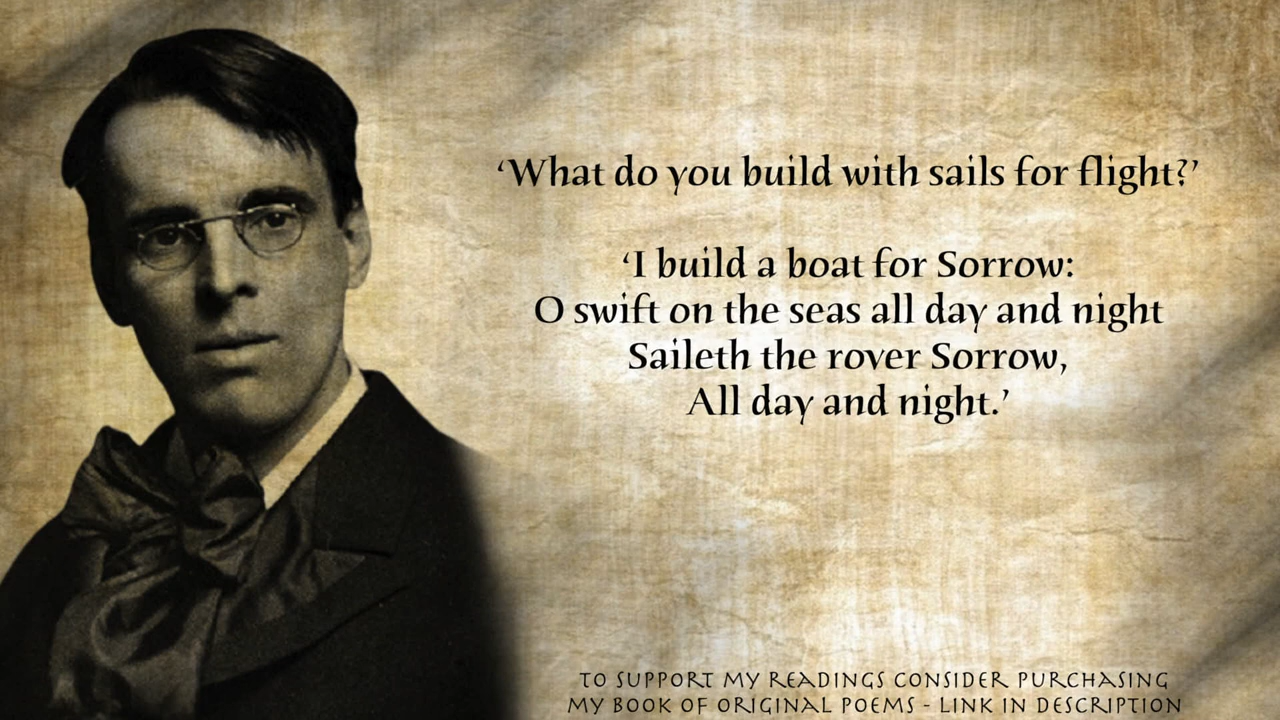 ‘What do you build with sails for flight?’
‘I build a boat for Sorrow:
O swift on the seas all day and night
Saileth the rover Sorrow,
All day and night.’
TO SUPPORT MY READINGS CONSIDER PURCHASING
MY BOOK OF ORIGINAL POEMS - LINK IN DESCRIPTION